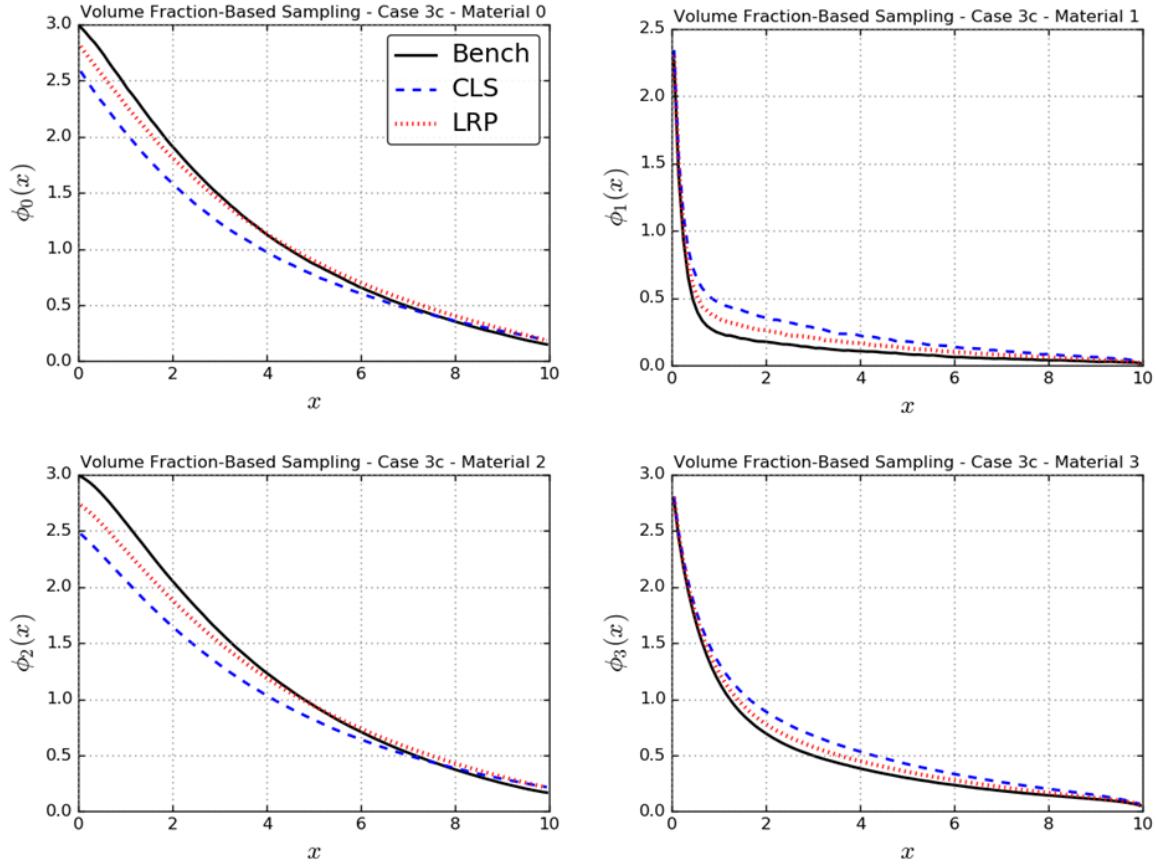 Volume Fraction-Based Sampling - Case 3c - Material 0
3.0
2.5
2.0
1.5
1.0
0.5
0.0
ϕ₀(x)
Bench
CLS
LRP
0 2 4 6 8 10
x
Volume Fraction-Based Sampling - Case 3c - Material 1
2.5
2.0
1.5
1.0
0.5
0.0
ϕ₁(x)
0 2 4 6 8 10
x
Volume Fraction-Based Sampling - Case 3c - Material 2
3.0
2.5
2.0
1.5
1.0
0.5
0.0
ϕ₂(x)
0 2 4 6 8 10
x
Volume Fraction-Based Sampling - Case 3c - Material 3
3.0
2.5
2.0
1.5
1.0
0.5
0.0
ϕ₃(x)
0 2 4 6 8 10
x